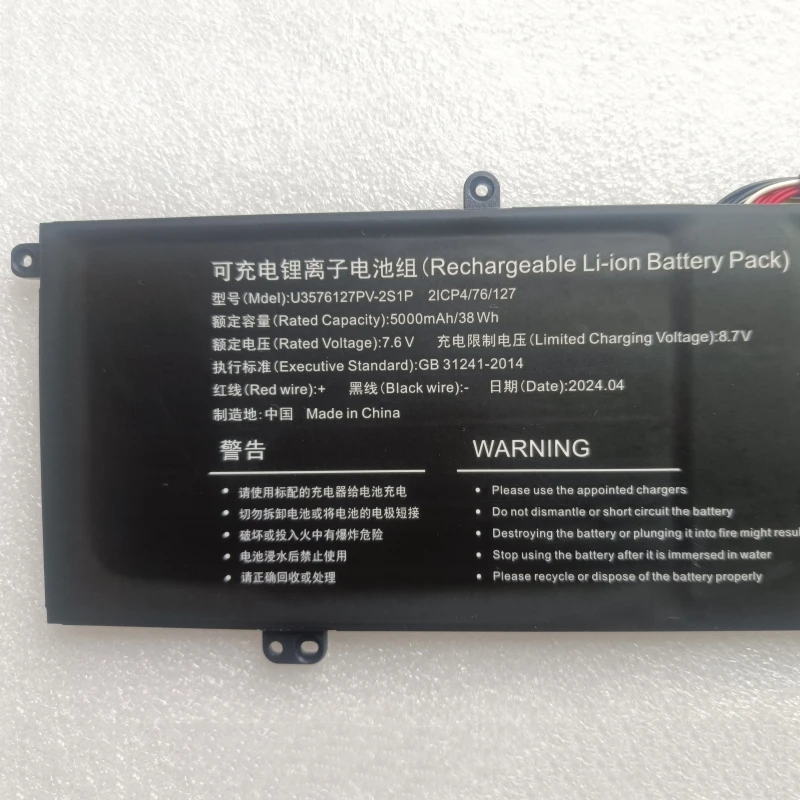 可充电锂离子电池组(Rechargeable Li-ion Battery Pack)
型号(Mdel):U3576127PV-2S1P 2ICP4/76/127
额定容量(Rated Capacity):5000mAh/38Wh
额定电压(Rated Voltage):7.6V 充电限制电压(Limited Charging Voltage):8.7V
执行标准(Executive Standard):GB 31241-2014
红线(Red wire):+ 黑线(Black wire):- 日期(Date):2024.04
制造地:中国 Made in China
警告
• 请使用标配的充电器给电池充电
• 切勿拆卸电池或将电池的电极短接
• 破坏或投入火中有爆炸危险
• 电池浸水后禁止使用
• 请正确回收或处理
WARNING
• Please use the appointed chargers
• Do not dismantle or short circuit the battery
• Destroying the battery or plunging it into fire might resul
• Stop using the battery after it is immersed in water
• Please recycle or dispose of the battery properly